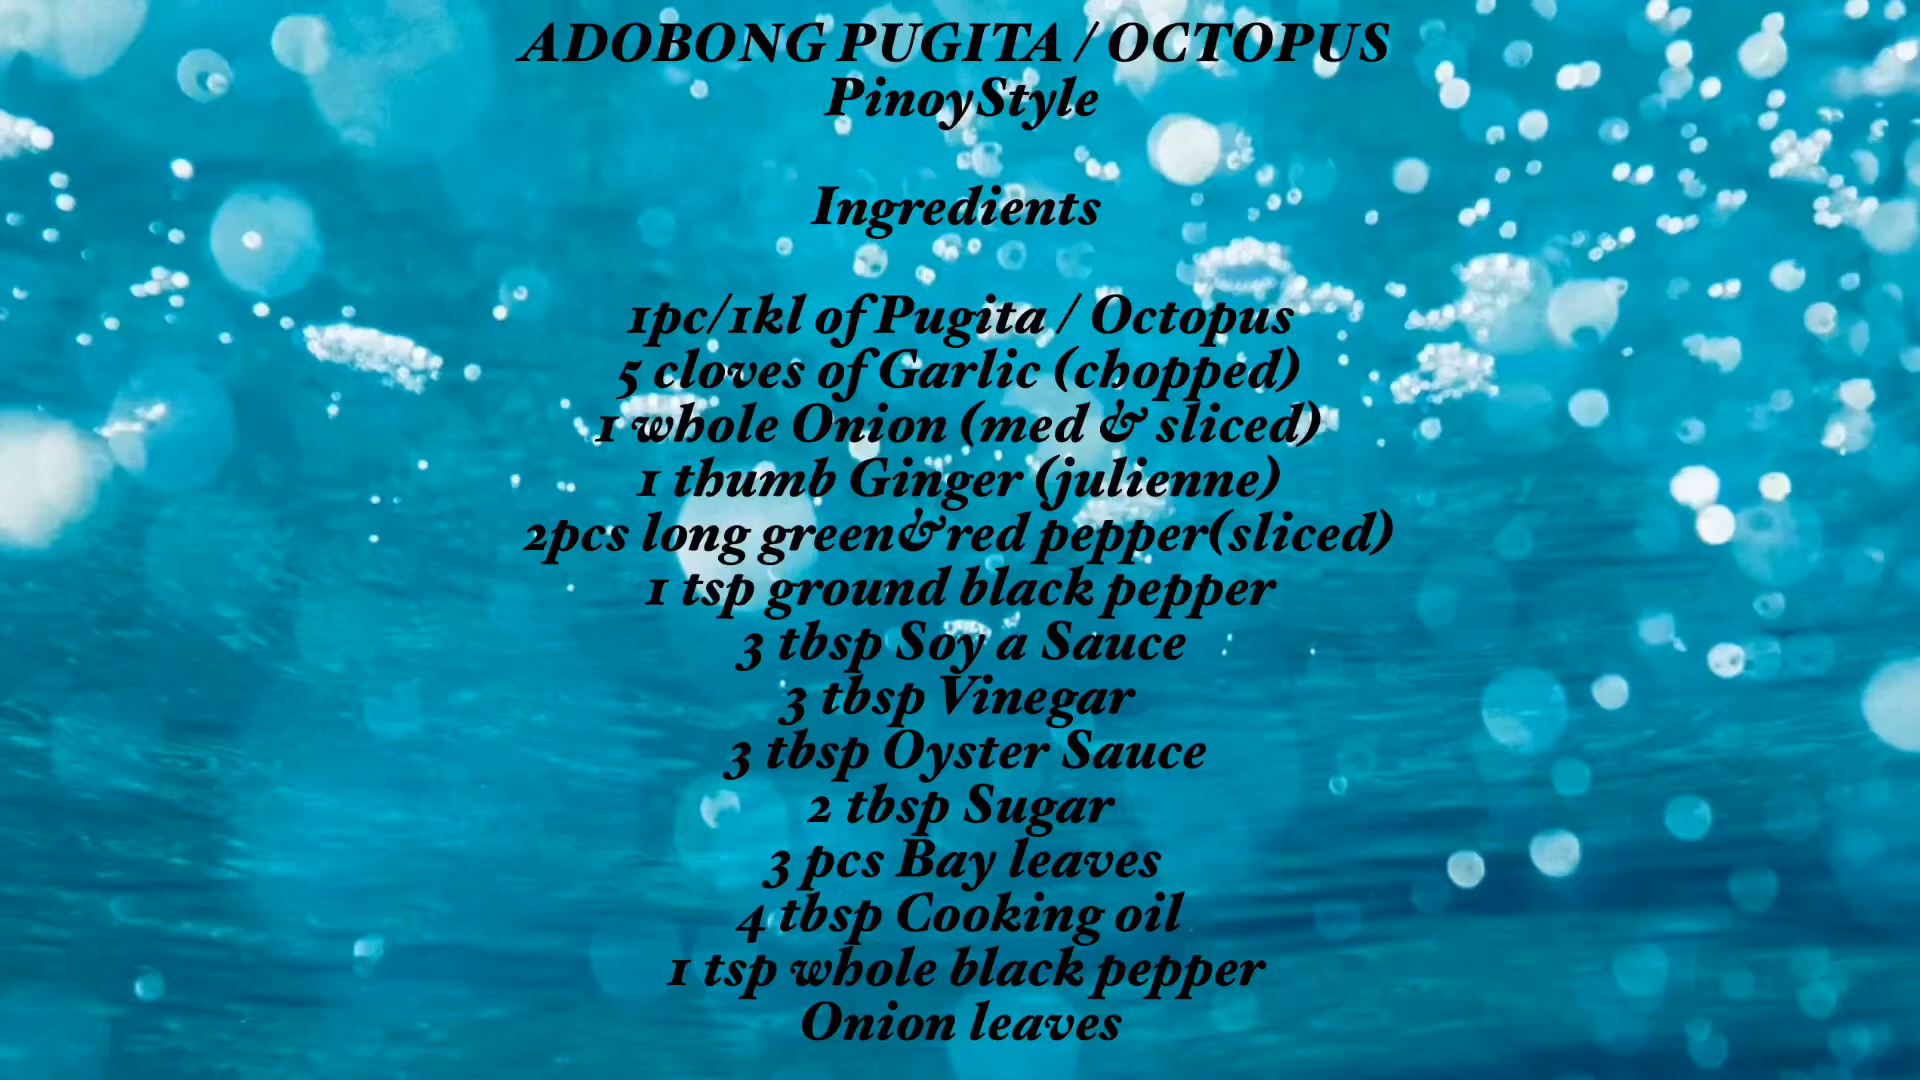 ADOBONG PUGITA / OCTOPUS
PinoyStyle
Ingredients
1pc/1kl of Pugita / Octopus
5 cloves of Garlic (chopped)
1 whole Onion (med & sliced)
1 thumb Ginger (julienne)
2pcs long green&red pepper(sliced)
1 tsp ground black pepper
3 tbsp Soy a Sauce
3 tbsp Vinegar
3 tbsp Oyster Sauce
2 tbsp Sugar
3 pcs Bay leaves
4 tbsp Cooking oil
1 tsp whole black pepper
Onion leaves